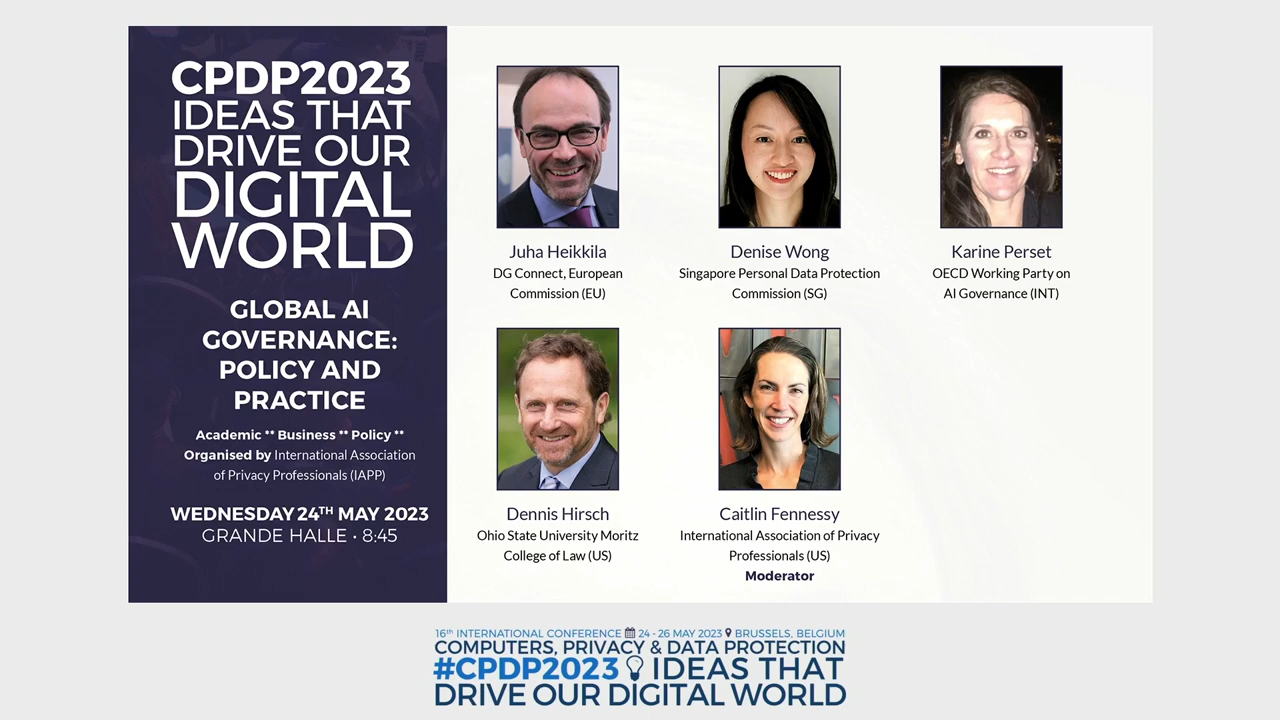 CPDP2023
IDEAS THAT
DRIVE OUR
DIGITAL
WORLD
GLOBAL AI
GOVERNANCE:
POLICY AND
PRACTICE
Academic ** Business ** Policy **
Organised by International Association
of Privacy Professionals (IAPP)
WEDNESDAY 24TH MAY 2023
GRANDE HALLE • 8:45
Juha Heikkila
DG Connect, European
Commission (EU)
Denise Wong
Singapore Personal Data Protection
Commission (SG)
Karine Perset
OECD Working Party on
AI Governance (INT)
Dennis Hirsch
Ohio State University Moritz
College of Law (US)
Caitlin Fennessy
International Association of Privacy
Professionals (US)
Moderator
16th INTERNATIONAL CONFERENCE 24 - 26 MAY 2023 BRUSSELS, BELGIUM
COMPUTERS, PRIVACY & DATA PROTECTION
#CPDP2023 IDEAS THAT
DRIVE OUR DIGITAL WORLD